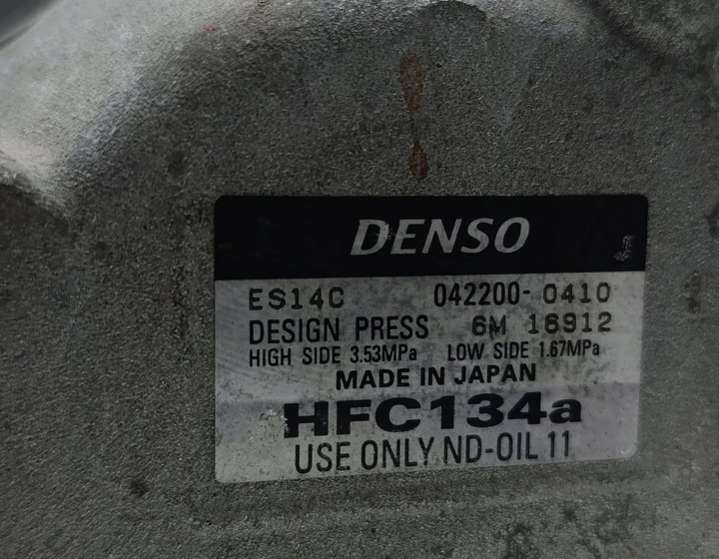 DENSO
ES14C 042200-0410
DESIGN PRESS 6M 16912
HIGH SIDE 3.53MPa LOW SIDE 1.67MPa
MADE IN JAPAN
HFC134a
USE ONLY ND-OIL 11